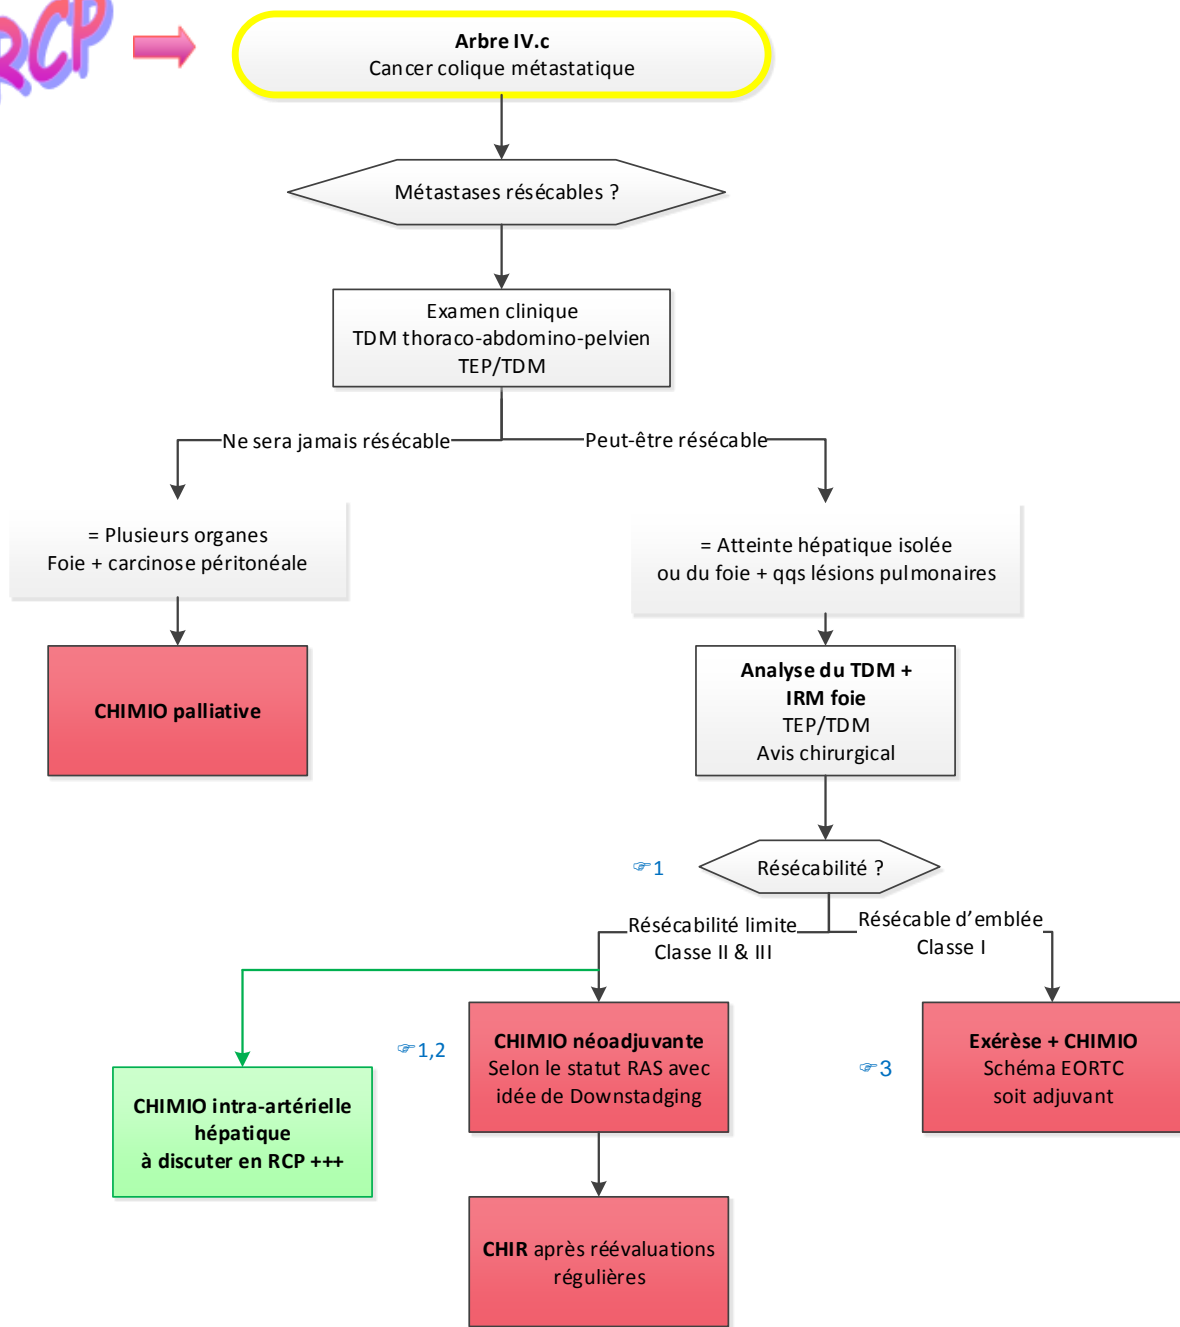 RCP
Arbre IV.c
Cancer colique métastatique
Métastases résécables ?
Examen clinique
TDM thoraco-abdomino-pelvien
TEP/TDM
Ne sera jamais résécable
Peut-être résécable
= Plusieurs organes
Foie + carcinose péritonéale
= Atteinte hépatique isolée
ou du foie + qqs lésions pulmonaires
CHIMIO palliative
Analyse du TDM +
IRM foie
TEP/TDM
Avis chirurgical
☞1
Résécabilité ?
Résécabilité limite
Classe II & III
Résécable d’emblée
Classe I
☞1,2
CHIMIO néoadjuvante
Selon le statut RAS avec
idée de Downstadging
☞3
Exérèse + CHIMIO
Schéma EORTC
soit adjuvant
CHIMIO intra-artérielle
hépatique
à discuter en RCP +++
CHIR après réévaluations
régulières